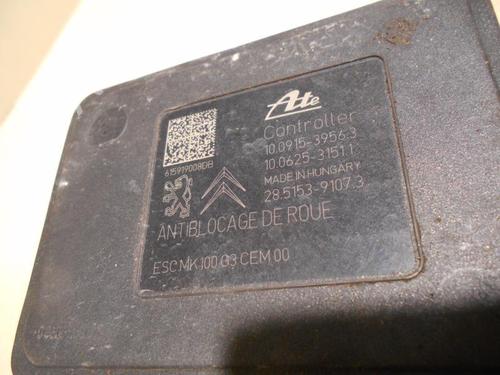 Ate
Controller
10.0915-3956.3
10.0625-3151.1
MADE IN HUNGARY
28.5153-9107.3
615919008DB
ANTIBLOCAGE DE ROUE
ESC MK100 G3 CEM 00